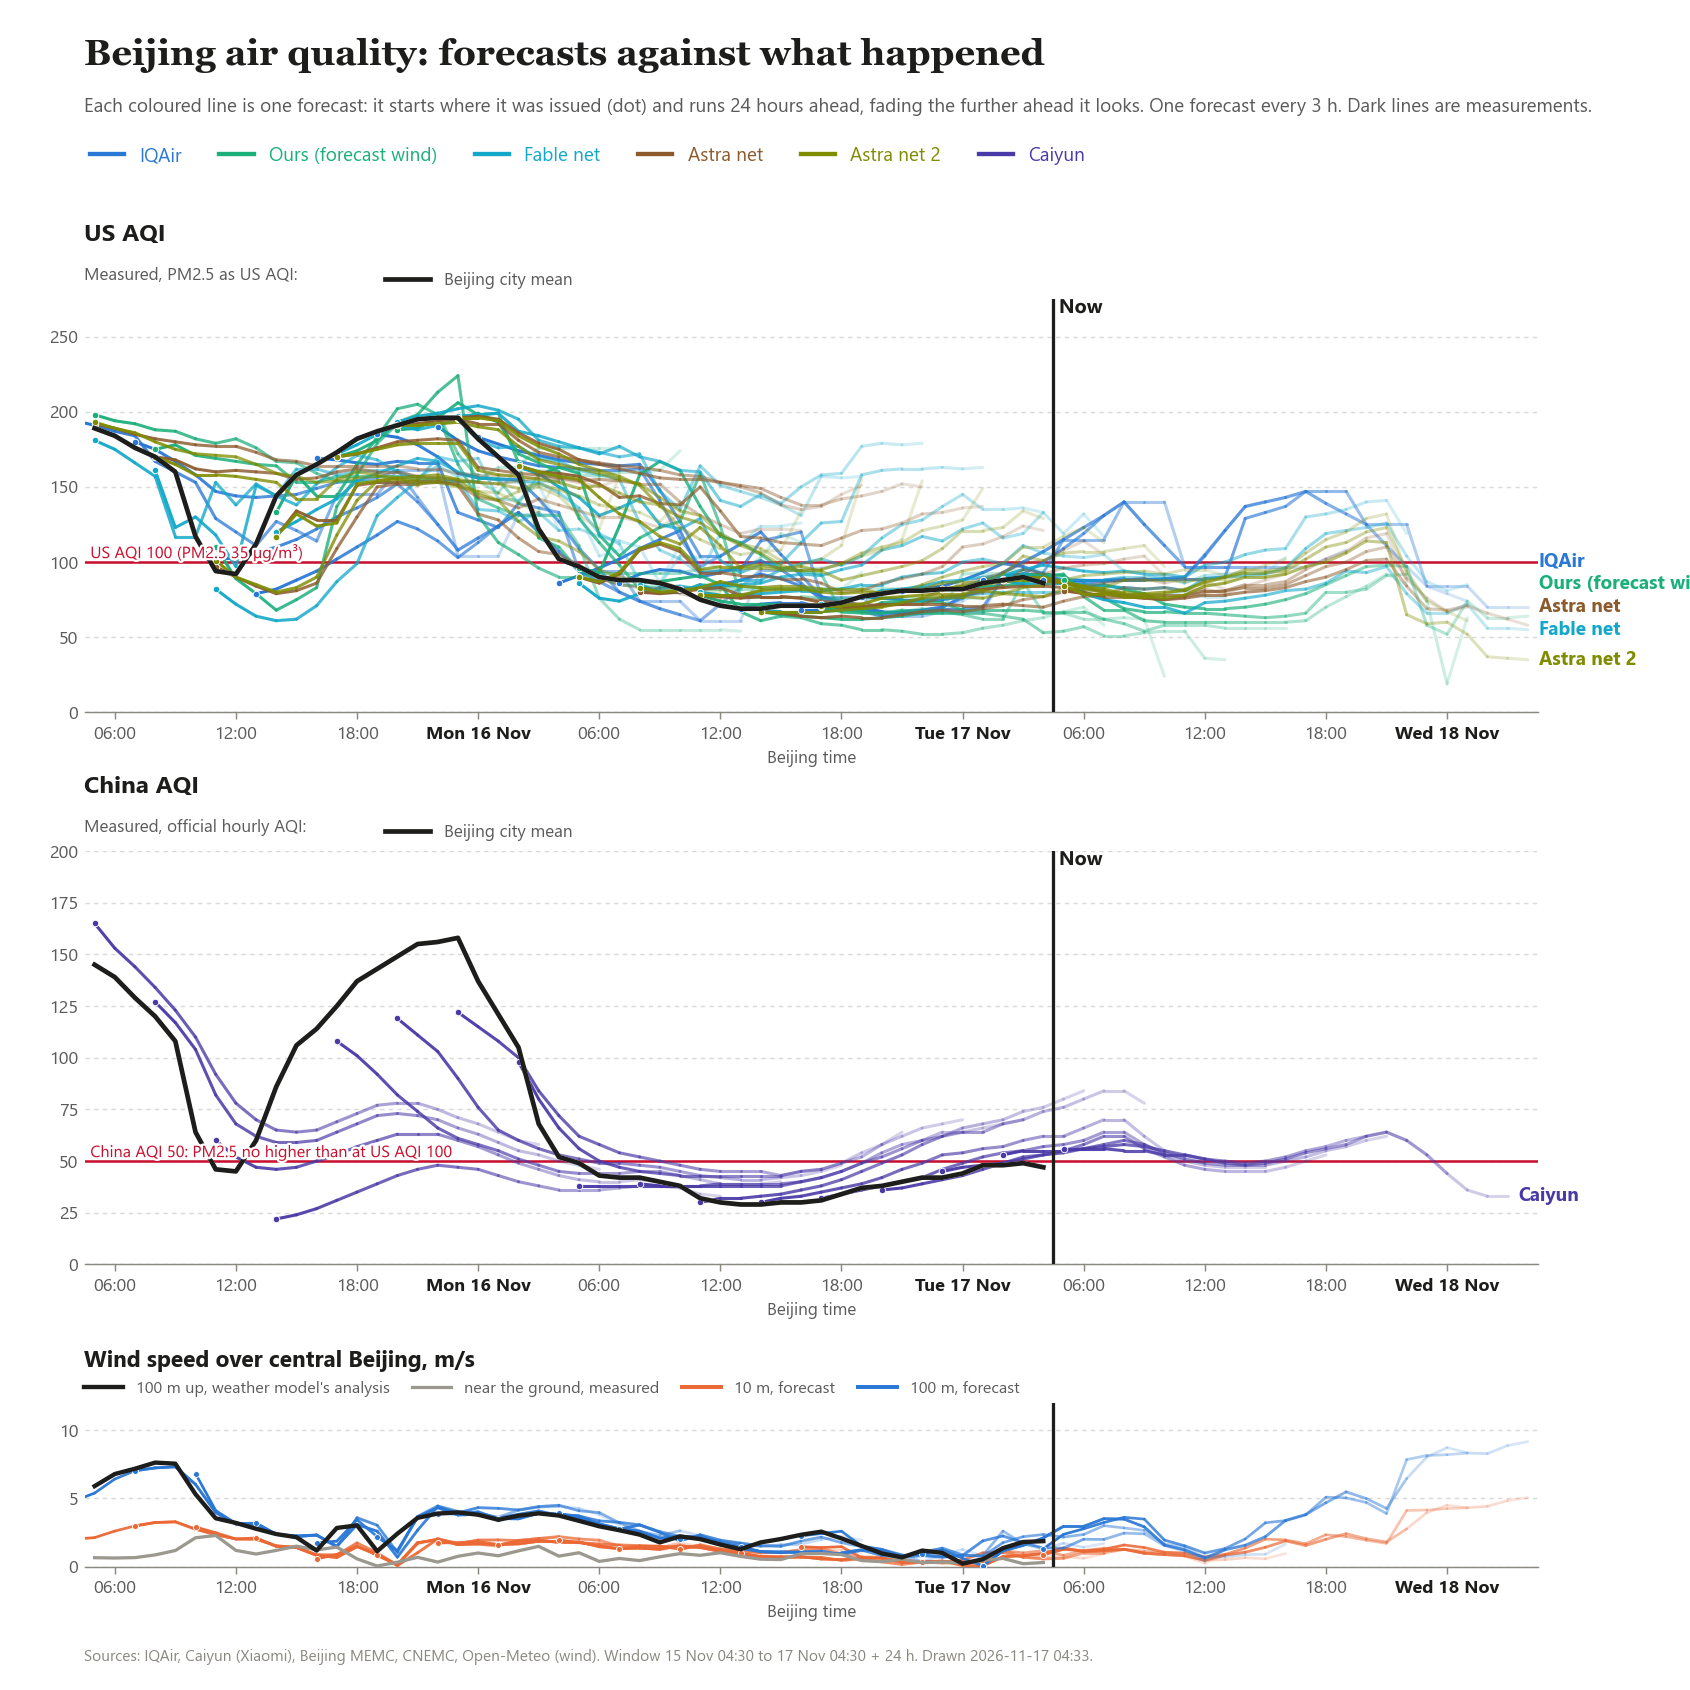 Beijing air quality: forecasts against what happened
Each coloured line is one forecast: it starts where it was issued (dot) and runs 24 hours ahead, fading the further ahead it looks. One forecast every 3 h. Dark lines are measurements.
IQAir Ours (forecast wind) Fable net Astra net Astra net 2 Caiyun
US AQI
Measured, PM2.5 as US AQI: Beijing city mean
Now
250
200
150
US AQI 100 (PM2.5 35 µg/m³)
100
IQAir
Ours (forecast wi
Astra net
Fable net
50
Astra net 2
0
06:00 12:00 18:00 Mon 16 Nov 06:00 12:00 18:00 Tue 17 Nov 06:00 12:00 18:00 Wed 18 Nov
Beijing time
China AQI
Measured, official hourly AQI: Beijing city mean
200
Now
175
150
125
100
75
China AQI 50: PM2.5 no higher than at US AQI 100
50
Caiyun
25
0
06:00 12:00 18:00 Mon 16 Nov 06:00 12:00 18:00 Tue 17 Nov 06:00 12:00 18:00 Wed 18 Nov
Beijing time
Wind speed over central Beijing, m/s
100 m up, weather model's analysis near the ground, measured 10 m, forecast 100 m, forecast
10
5
0
06:00 12:00 18:00 Mon 16 Nov 06:00 12:00 18:00 Tue 17 Nov 06:00 12:00 18:00 Wed 18 Nov
Beijing time
Sources: IQAir, Caiyun (Xiaomi), Beijing MEMC, CNEMC, Open-Meteo (wind). Window 15 Nov 04:30 to 17 Nov 04:30 + 24 h. Drawn 2026-11-17 04:33.